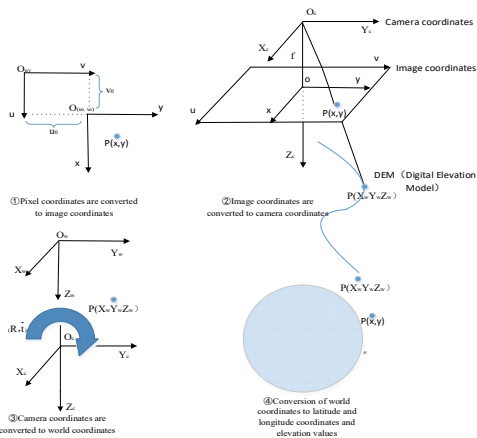 Ouv
v
v0
O(u0, v0)
u
u0
y
P(x,y)
x
①Pixel coordinates are converted
to image coordinates
Oc
Camera coordinates
Yc
Xc
f
v
Image coordinates
o
y
u
x
P(x,y)
Zc
DEM（Digital Elevation
Model）
P(XwYwZw）
②Image coordinates are
converted to camera coordinates
Ow
Yw
Xw
Zw
P(XwYwZw）
(R,t)
Oc
Yc
Xc
Zc
③Camera coordinates are
converted to world coordinates
P(XwYwZw）
P(x,y)
④Conversion of world
coordinates to latitude and
longitude coordinates and
elevation values